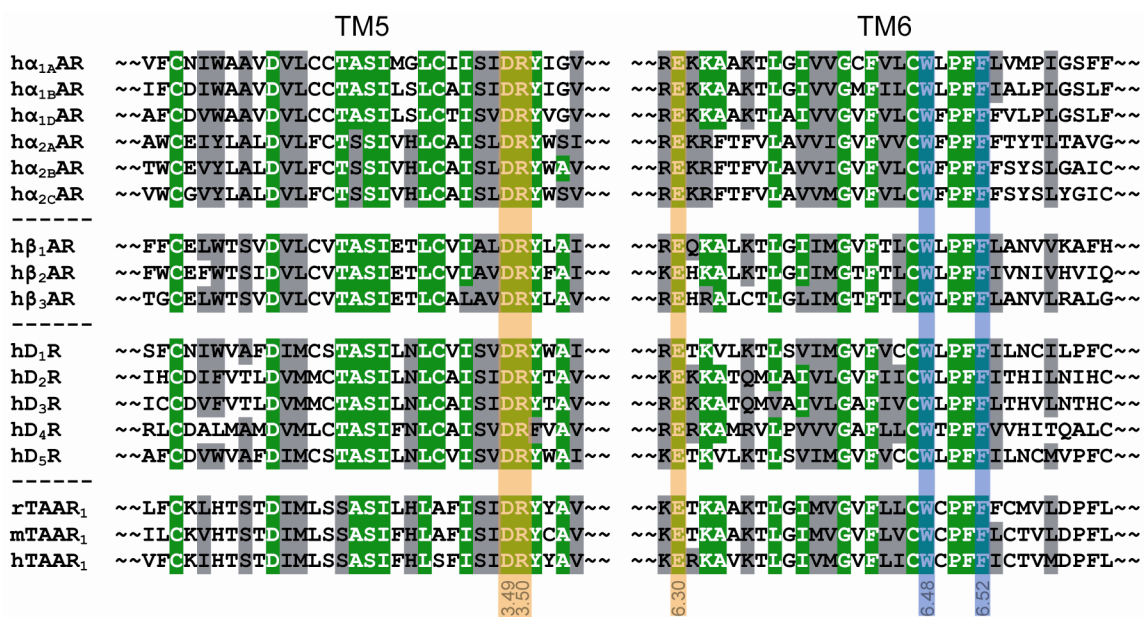 TM5 TM6
hα1AAR ~~VFCNIWAAVDVLCCTASIMGLCIISIDRYIGV~~ ~~REKKAAKTLGIVVGCFVLCWLPFFLVMPIGSFF~~
hα1BAR ~~IFCDIWAAVDVLCCTASILSLCAISIDRYIGV~~ ~~REKKAAKTLGIVVGMFILCWLPFFIALPLGSLF~~
hα1DAR ~~AFCDVWAAVDVLCCTASILSLCTISVDRYVGV~~ ~~REKKAAKTLAIVVGVFVLCWFPFFFVLPLGSLF~~
hα2AAR ~~AWCEIYLALDVLFCTSSIVHLCAISLDRYWSI~~ ~~REKRFTFVLAVVIGVFVVCWFPFFFTYTLTAVG~~
hα2BAR ~~TWCEVYLALDVLFCTSSIVHLCAISLDRYWAV~~ ~~REKRFTFVLAVVIGVFVLCWFPFFFSYSLGAIC~~
hα2CAR ~~VWCGVYLALDVLFCTSSIVHLCAISLDRYWSV~~ ~~REKRFTFVLAVVMGVFVLCWFPFFFSYSLYGIC~~
------
hβ1AR ~~FFCELWTSVDVLCVTASIETLCVIALDRYLAI~~ ~~REQKALKTLGIIMGVFTLCWLPFFLANVVKAFH~~
hβ2AR ~~FWCEFWTSIDVLCVTASIETLCVIAVDRYFAI~~ ~~KEHKALKTLGIIMGTFTLCWLPFFIVNIVHVIQ~~
hβ3AR ~~TGCELWTSVDVLCVTASIETLCALAVDRYLAV~~ ~~REHRALCTLGLIMGTFTLCWLPFFLANVLRALG~~
------
hD1R ~~SFCNIWVAFDIMCSTASILNLCVISVDRYWAI~~ ~~RETKVLKTLSVIMGVFVCCWLPFFILNCILPFC~~
hD2R ~~IHCDIFVTLDVMMCTASILNLCAISIDRYTAV~~ ~~KEKKATQMLAIVLGVFIICWLPFFITHILNIHC~~
hD3R ~~ICCDVFVTLDVMMCTASILNLCAISIDRYTAV~~ ~~REKKATQMVAIVLGAFIVCWLPFFLTHVLNTHC~~
hD4R ~~RLCDALMAMDVMLCTASIFNLCAISVDRFVAV~~ ~~RERKAMRVLPVVVGAFLLCWTPFFVVHITQALC~~
hD5R ~~AFCDVWVAFDIMCSTASILNLCVISVDRYWAI~~ ~~KETKVLKTLSVIMGVFVCCWLPFFILNCMVPFC~~
------
rTAAR1 ~~LFCKLHTSTDIMLSSASILHLAFISIDRYYAV~~ ~~KETKAAKTLGIMVGVFLLCWCPFFFCMVLDPFL~~
mTAAR1 ~~ILCKVHTSTDIMLSSASIFHLAFISIDRYCAV~~ ~~KETKAAKTLGIMVGVFLVCWCPFFLCTVLDPFL~~
hTAAR1 ~~VFCKIHTSTDIMLSSASIFHLSFISIDRYYAV~~ ~~KERKAVKTLGIVMGVFLICWCPFFICTVMDPFL~~
3.49 3.50 6.30 6.48 6.52